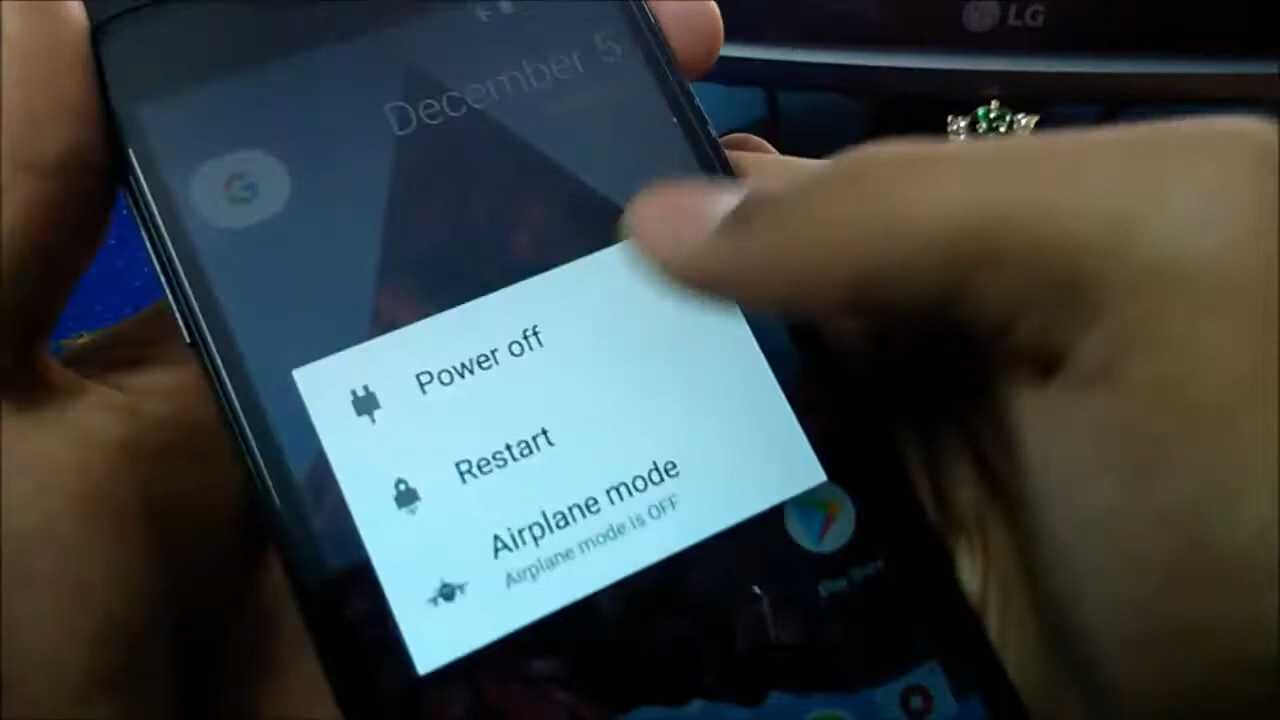 LG
December 5
G
Power off
Restart
Airplane mode
Airplane mode is OFF